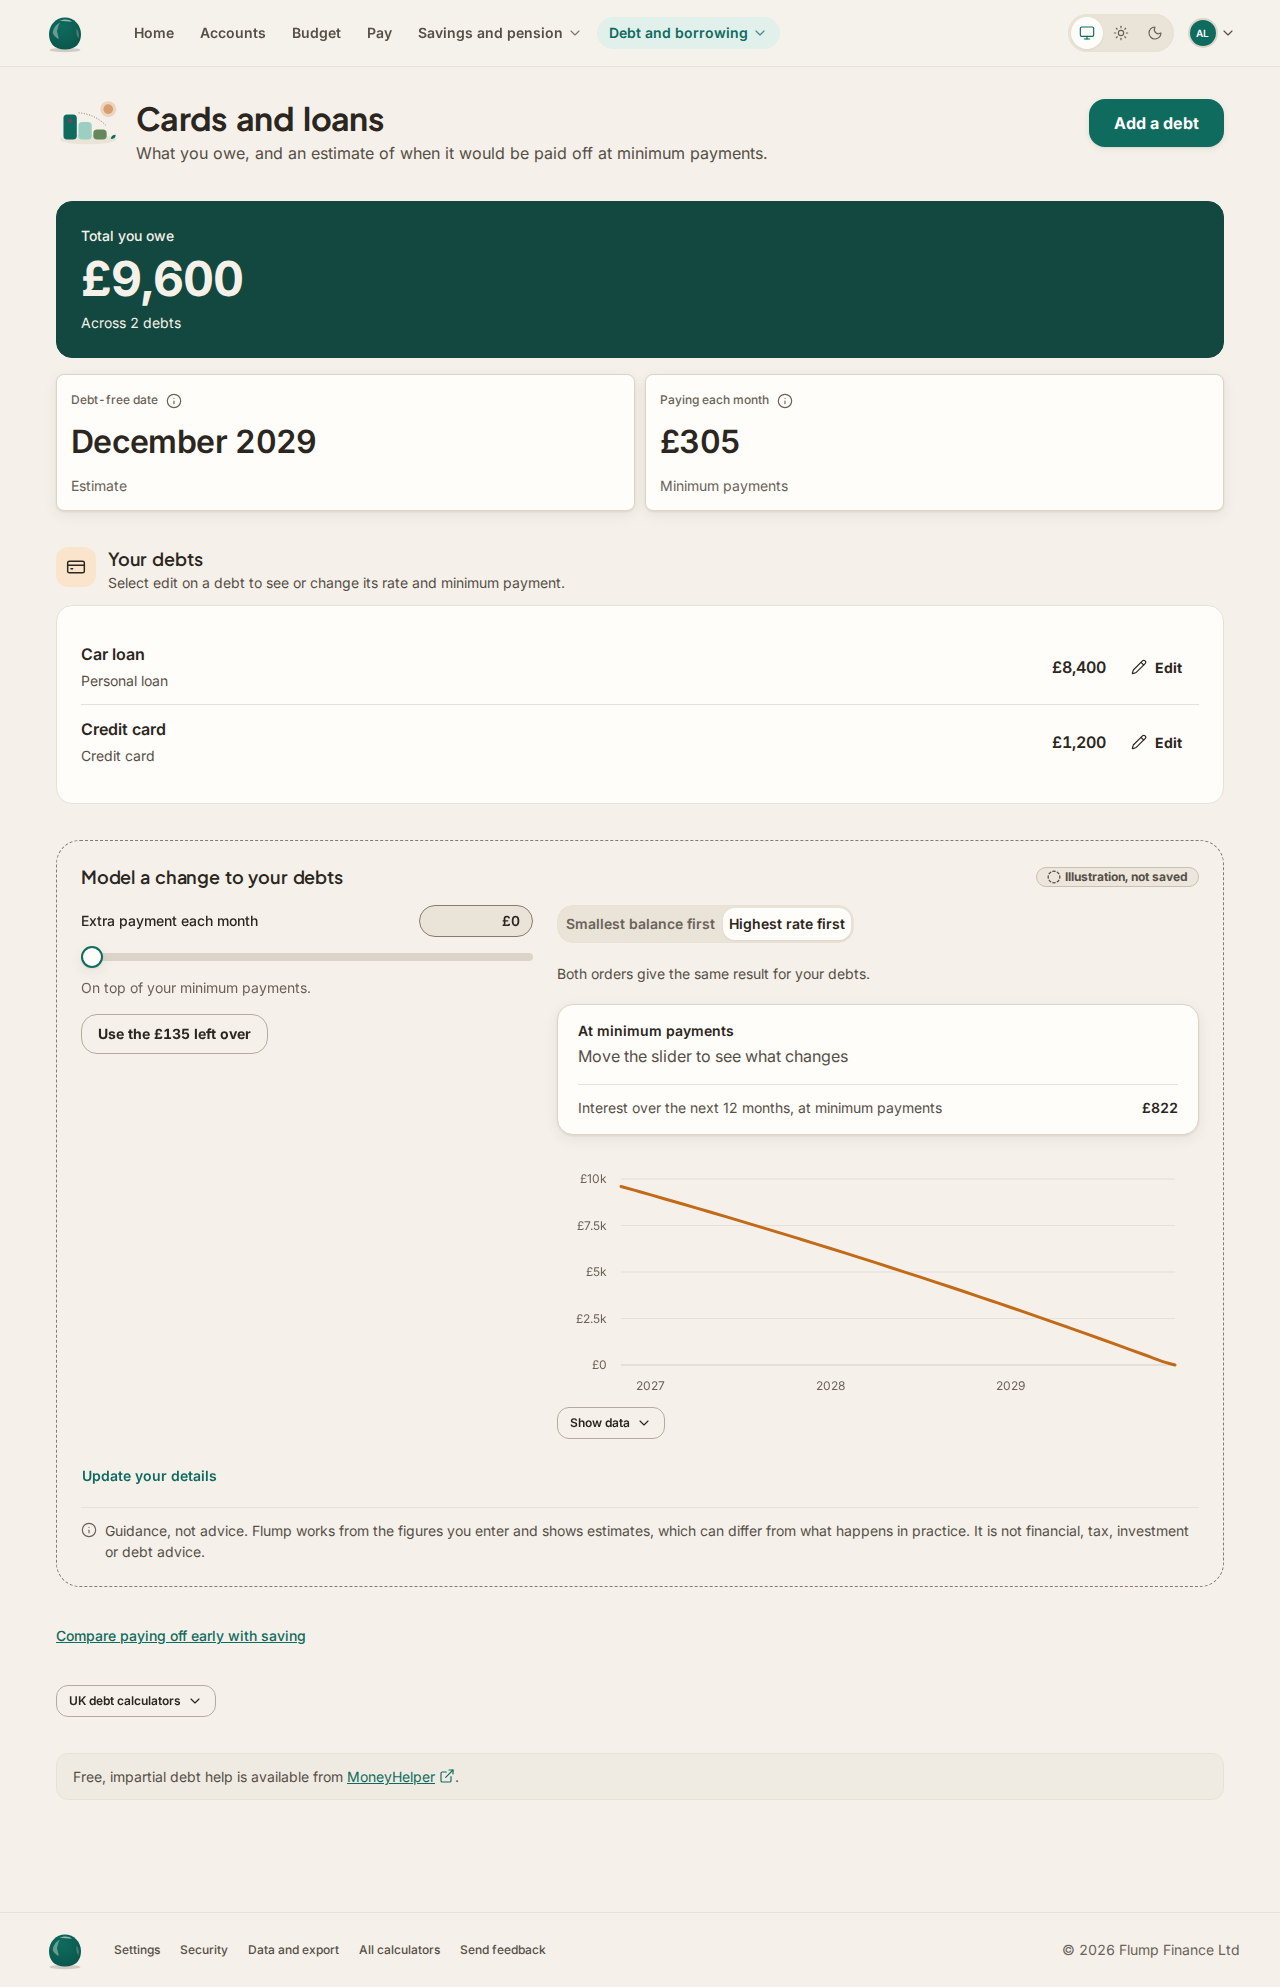 Home
Accounts
Budget
Pay
Savings and pension
Debt and borrowing
AL
Cards and loans
What you owe, and an estimate of when it would be paid off at minimum payments.
Add a debt
Total you owe
£9,600
Across 2 debts
Debt-free date
December 2029
Estimate
Paying each month
£305
Minimum payments
Your debts
Select edit on a debt to see or change its rate and minimum payment.
Car loan
Personal loan
£8,400
Edit
Credit card
Credit card
£1,200
Edit
Model a change to your debts
Illustration, not saved
Extra payment each month
£0
On top of your minimum payments.
Use the £135 left over
Smallest balance first
Highest rate first
Both orders give the same result for your debts.
At minimum payments
Move the slider to see what changes
Interest over the next 12 months, at minimum payments
£822
£10k
£7.5k
£5k
£2.5k
£0
2027
2028
2029
Show data
Update your details
Guidance, not advice. Flump works from the figures you enter and shows estimates, which can differ from what happens in practice. It is not financial, tax, investment
or debt advice.
Compare paying off early with saving
UK debt calculators
Free, impartial debt help is available from MoneyHelper.
Settings
Security
Data and export
All calculators
Send feedback
© 2026 Flump Finance Ltd